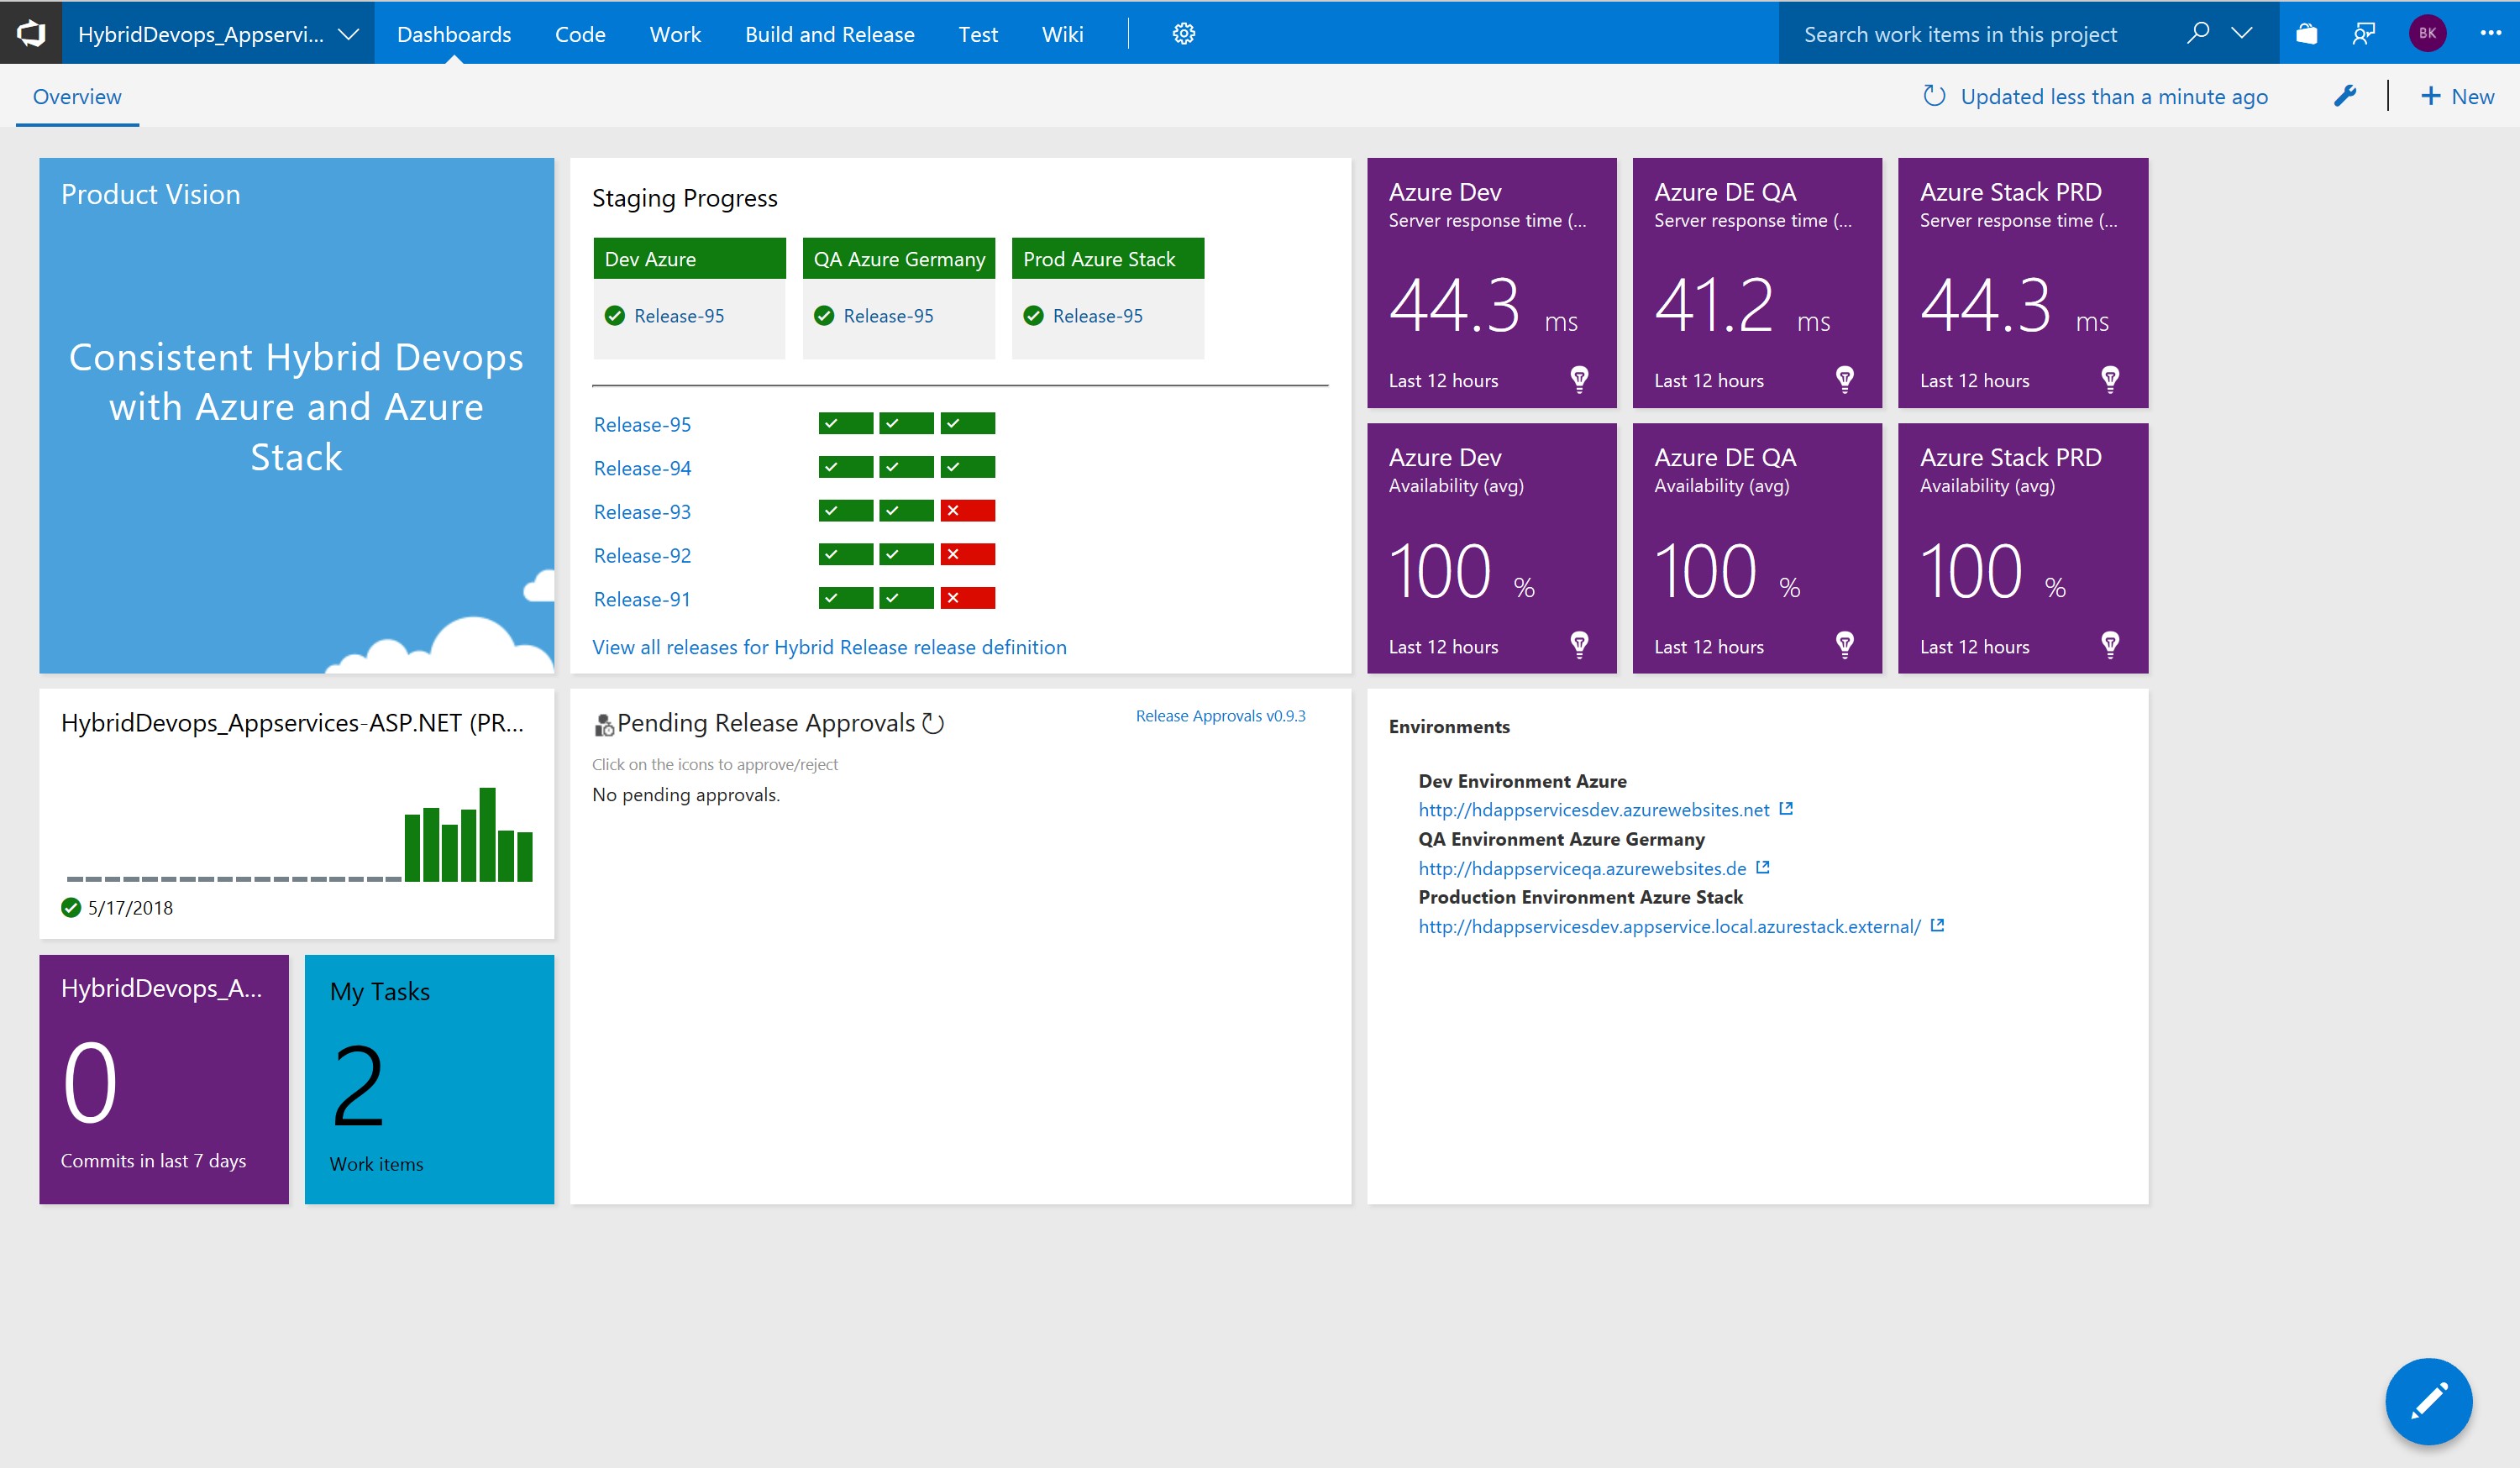 HybridDevops_Appservi...
Dashboards
Code
Work
Build and Release
Test
Wiki
Search work items in this project
BK
Overview
Updated less than a minute ago
New
Product Vision
Consistent Hybrid Devops
with Azure and Azure
Stack
Staging Progress
Dev Azure
QA Azure Germany
Prod Azure Stack
Release-95
Release-95
Release-95
Release-95
Release-94
Release-93
Release-92
Release-91
View all releases for Hybrid Release release definition
Azure Dev
Server response time (...
44.3 ms
Last 12 hours
Azure DE QA
Server response time (...
41.2 ms
Last 12 hours
Azure Stack PRD
Server response time (...
44.3 ms
Last 12 hours
Azure Dev
Availability (avg)
100 %
Last 12 hours
Azure DE QA
Availability (avg)
100 %
Last 12 hours
Azure Stack PRD
Availability (avg)
100 %
Last 12 hours
HybridDevops_Appservices-ASP.NET (PR...
5/17/2018
HybridDevops_A...
0
Commits in last 7 days
My Tasks
2
Work items
Pending Release Approvals
Release Approvals v0.9.3
Click on the icons to approve/reject
No pending approvals.
Environments
Dev Environment Azure
http://hdappservicesdev.azurewebsites.net
QA Environment Azure Germany
http://hdappserviceqa.azurewebsites.de
Production Environment Azure Stack
http://hdappservicesdev.appservice.local.azurestack.external/